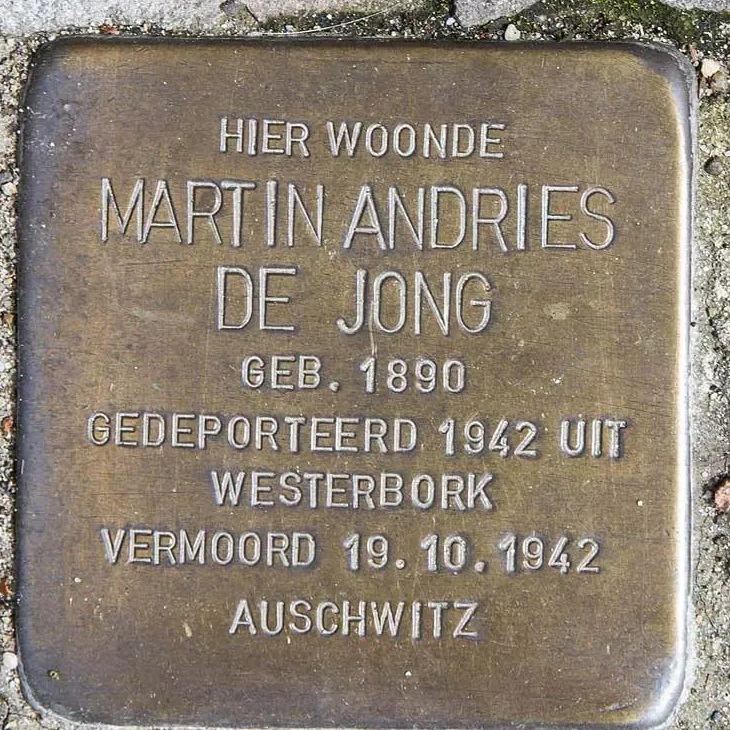 HIER WOONDE
MARTIN ANDRIES
DE JONG
GEB. 1890
GEDEPORTEERD 1942 UIT
WESTERBORK
VERMOORD 19.10.1942
AUSCHWITZ